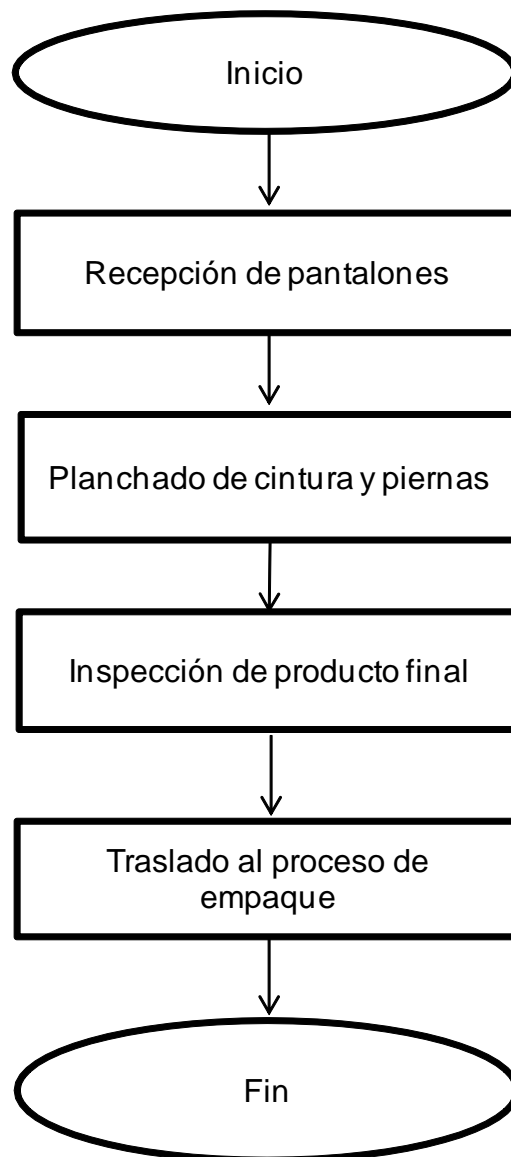 Inicio
Recepción de pantalones
Planchado de cintura y piernas
Inspección de producto final
Traslado al proceso de
empaque
Fin